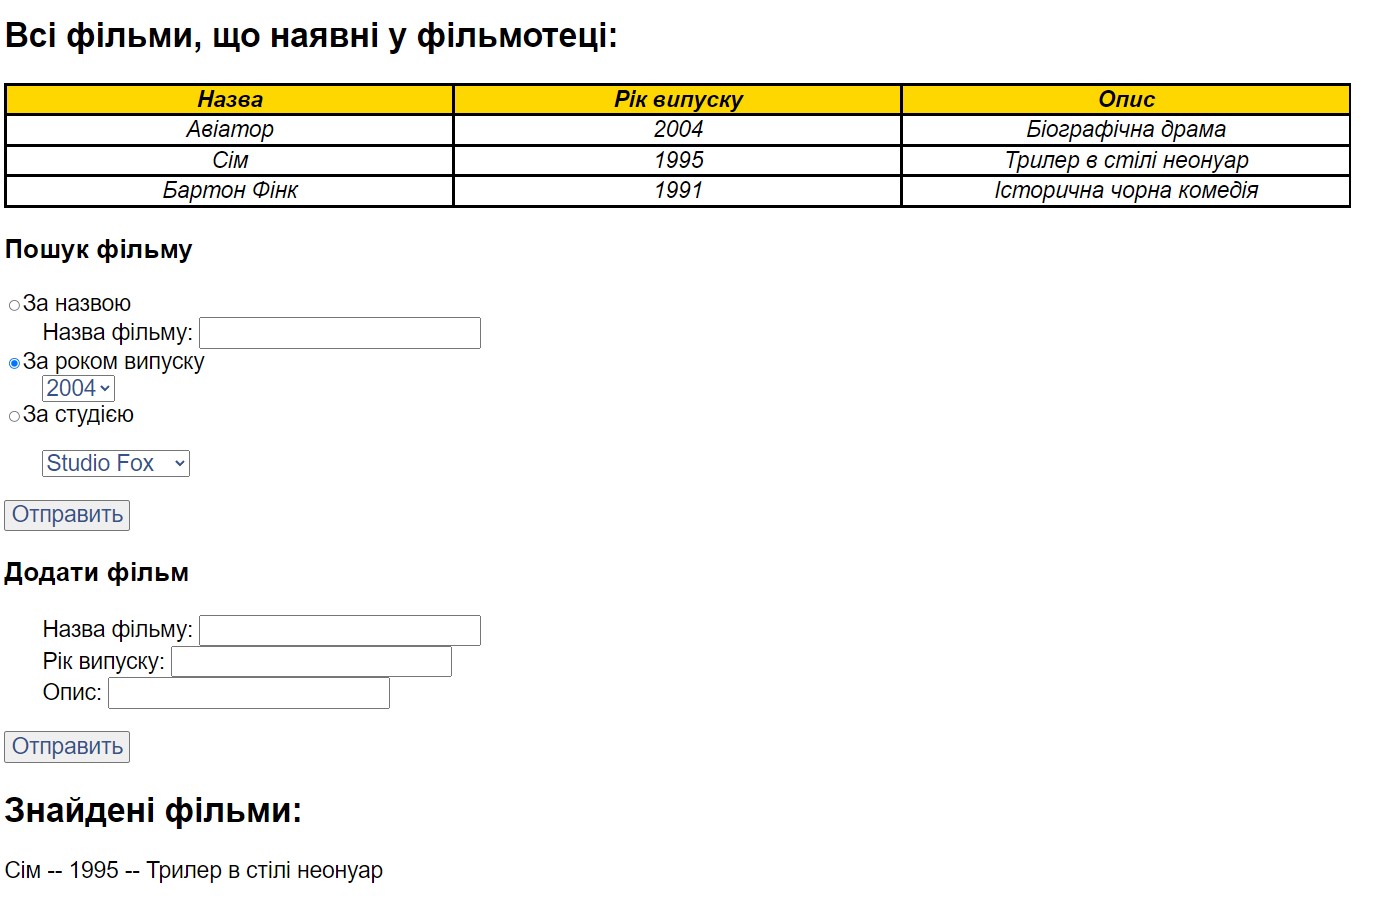 Всі фільми, що наявні у фільмотеці:
Назва Рік випуску Опис
Авіатор 2004 Біографічна драма
Сім 1995 Трилер в стілі неонуар
Бартон Фінк 1991 Історична чорна комедія
Пошук фільму
За назвою
Назва фільму:
За роком випуску
2004
За студією
Studio Fox
Отправить
Додати фільм
Назва фільму:
Рік випуску:
Опис:
Отправить
Знайдені фільми:
Сім -- 1995 -- Трилер в стілі неонуар